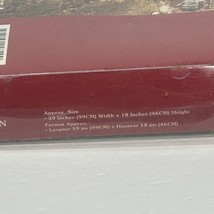 Approx. Size
• 39 Inches (99CM) Width x 18 Inches (46CM) Height
Format Approx.
• Largeur 39 po (99CM) x Hauteur 18 po (46CM)
N